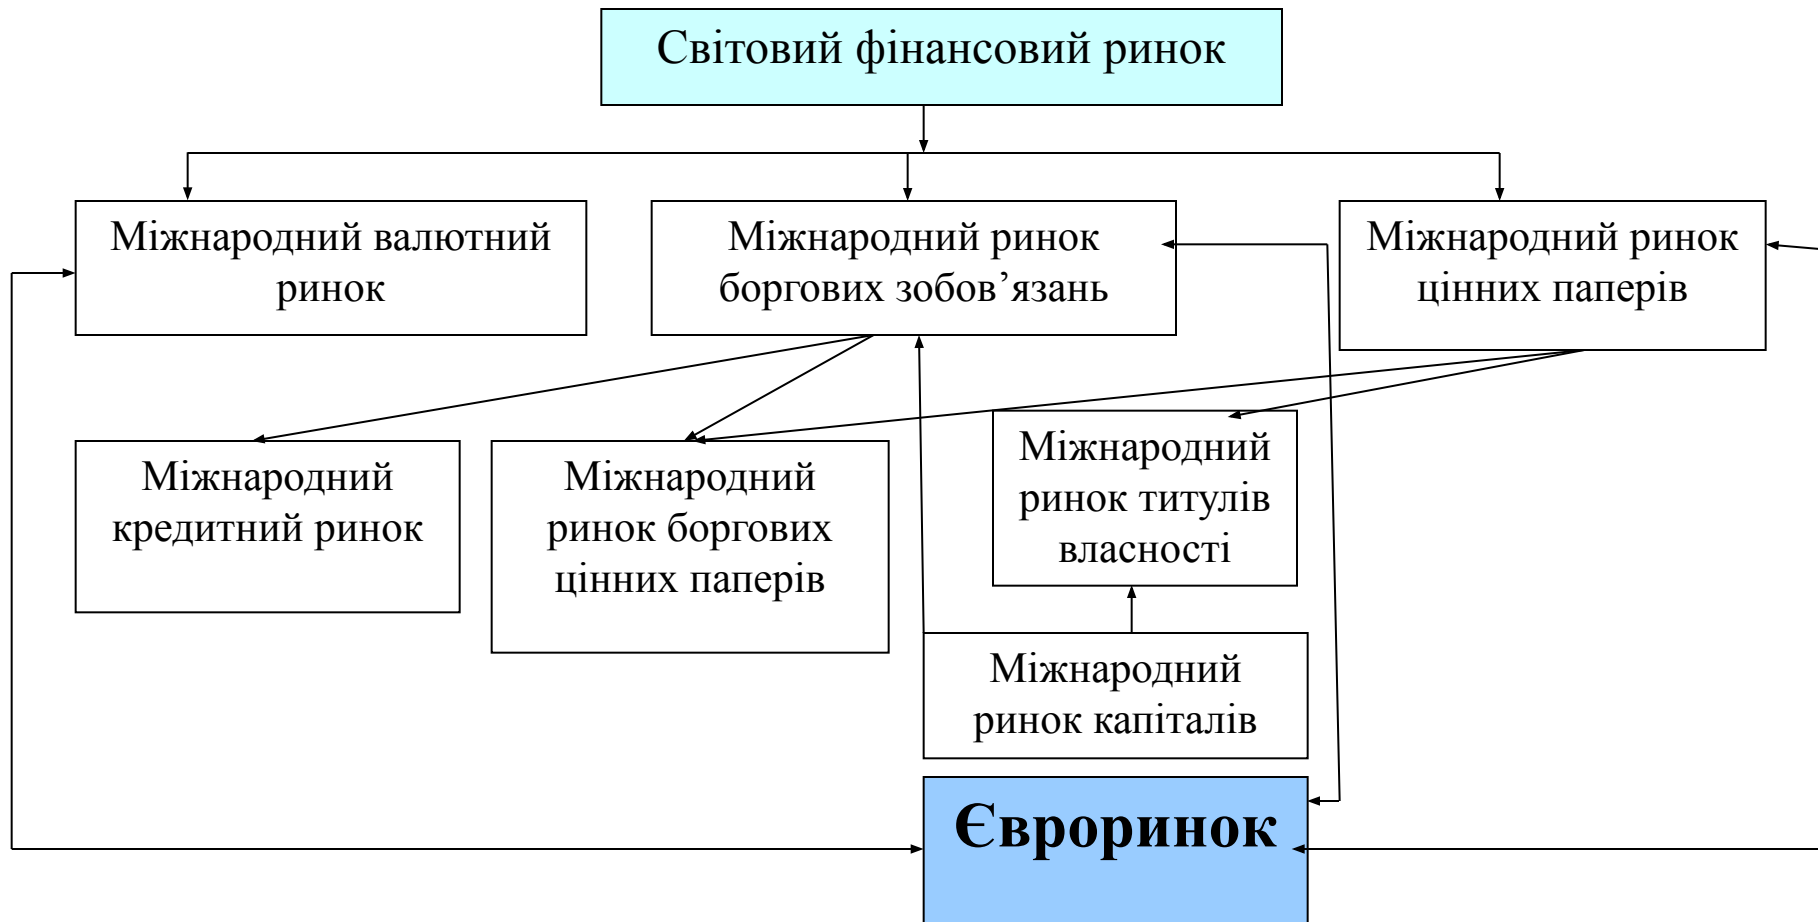 Світовий фінансовий ринок
Міжнародний валютний
ринок
Міжнародний ринок
боргових зобов’язань
Міжнародний ринок
цінних паперів
Міжнародний
кредитний ринок
Міжнародний
ринок боргових
цінних паперів
Міжнародний
ринок титулів
власності
Міжнародний
ринок капіталів
Євроринок